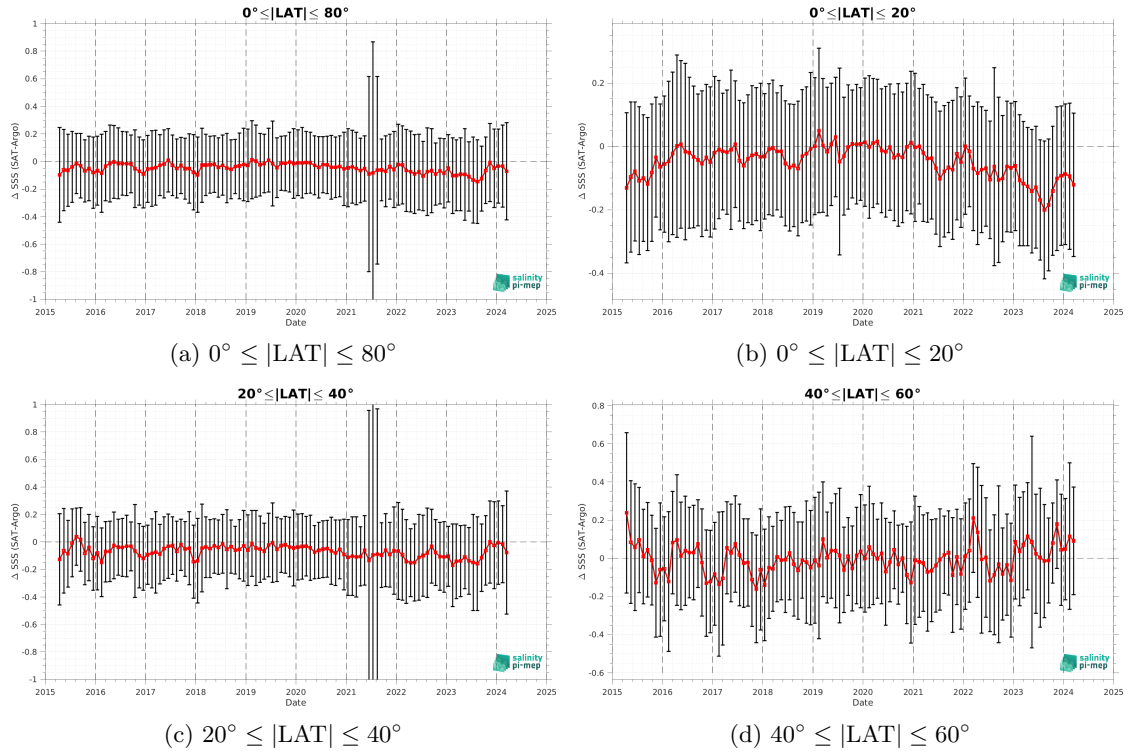 0°≤|LAT|≤ 80°
1
0.8
0.6
0.4
0.2
0
-0.2
-0.4
-0.6
-0.8
-1
Δ SSS (SAT-Argo)
2015 2016 2017 2018 2019 2020 2021 2022 2023 2024 2025
Date
salinity
pi-mep
(a) 0° ≤ |LAT| ≤ 80°
0°≤|LAT|≤ 20°
0.2
0
-0.2
-0.4
Δ SSS (SAT-Argo)
2015 2016 2017 2018 2019 2020 2021 2022 2023 2024 2025
Date
salinity
pi-mep
(b) 0° ≤ |LAT| ≤ 20°
20°≤|LAT|≤ 40°
1
0.8
0.6
0.4
0.2
0
-0.2
-0.4
-0.6
-0.8
-1
Δ SSS (SAT-Argo)
2015 2016 2017 2018 2019 2020 2021 2022 2023 2024 2025
Date
salinity
pi-mep
(c) 20° ≤ |LAT| ≤ 40°
40°≤|LAT|≤ 60°
0.8
0.6
0.4
0.2
0
-0.2
-0.4
-0.6
Δ SSS (SAT-Argo)
2015 2016 2017 2018 2019 2020 2021 2022 2023 2024 2025
Date
salinity
pi-mep
(d) 40° ≤ |LAT| ≤ 60°